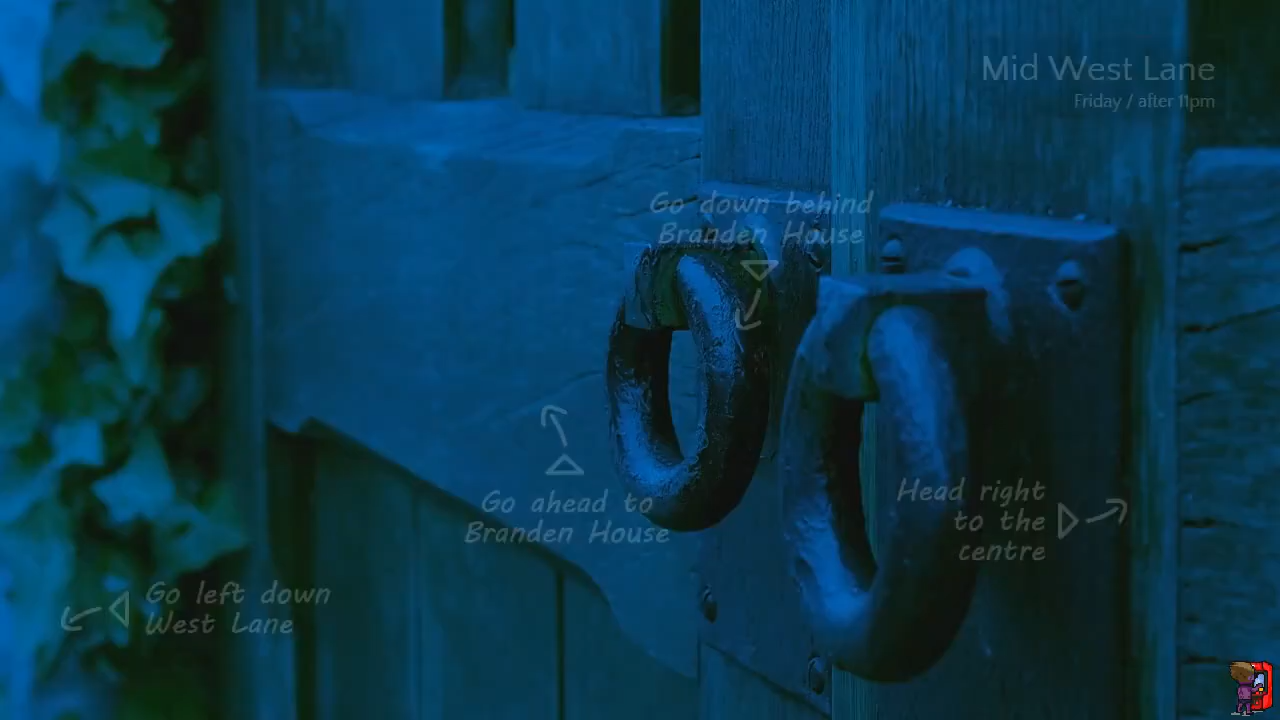 Mid West Lane
Friday / after 11pm
Go down behind
Branden House
Go ahead to
Branden House
Head right
to the
centre
Go left down
West Lane